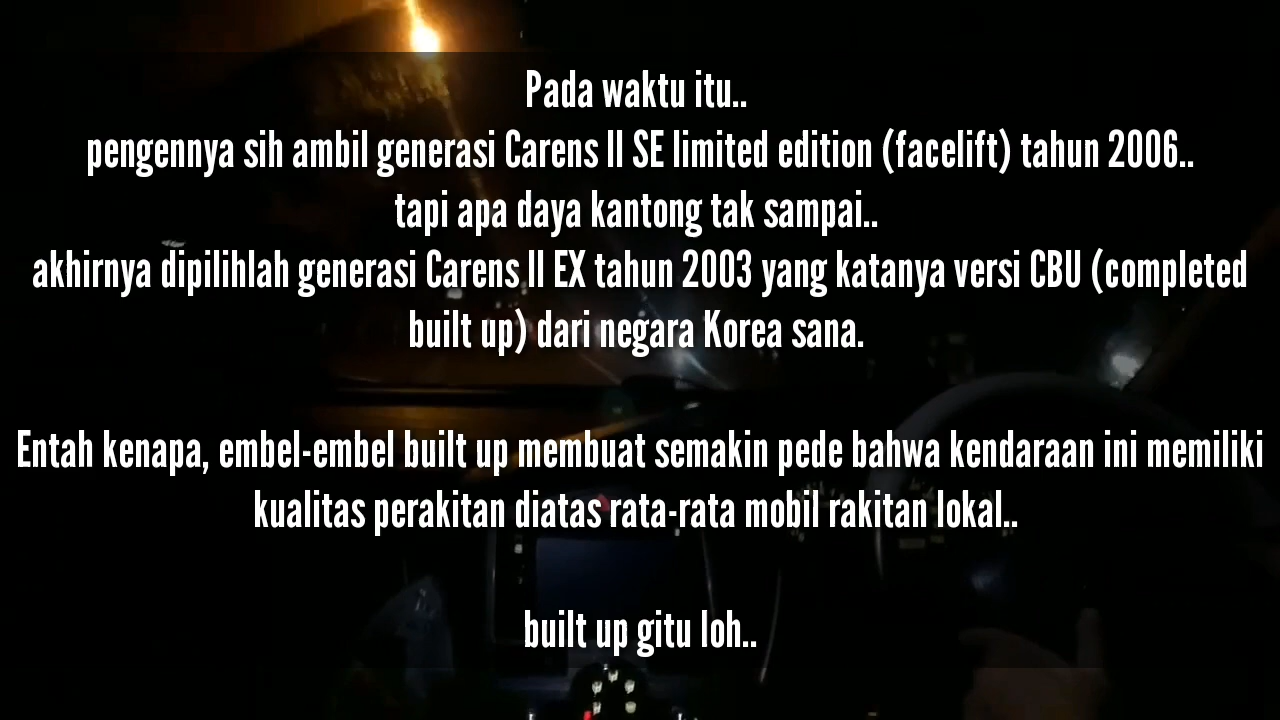 Pada waktu itu..
pengennya sih ambil generasi Carens II SE limited edition (facelift) tahun 2006..
tapi apa daya kantong tak sampai..
akhirnya dipilihlah generasi Carens II EX tahun 2003 yang katanya versi CBU (completed
built up) dari negara Korea sana.
Entah kenapa, embel-embel built up membuat semakin pede bahwa kendaraan ini memiliki
kualitas perakitan diatas rata-rata mobil rakitan lokal..
built up gitu loh..